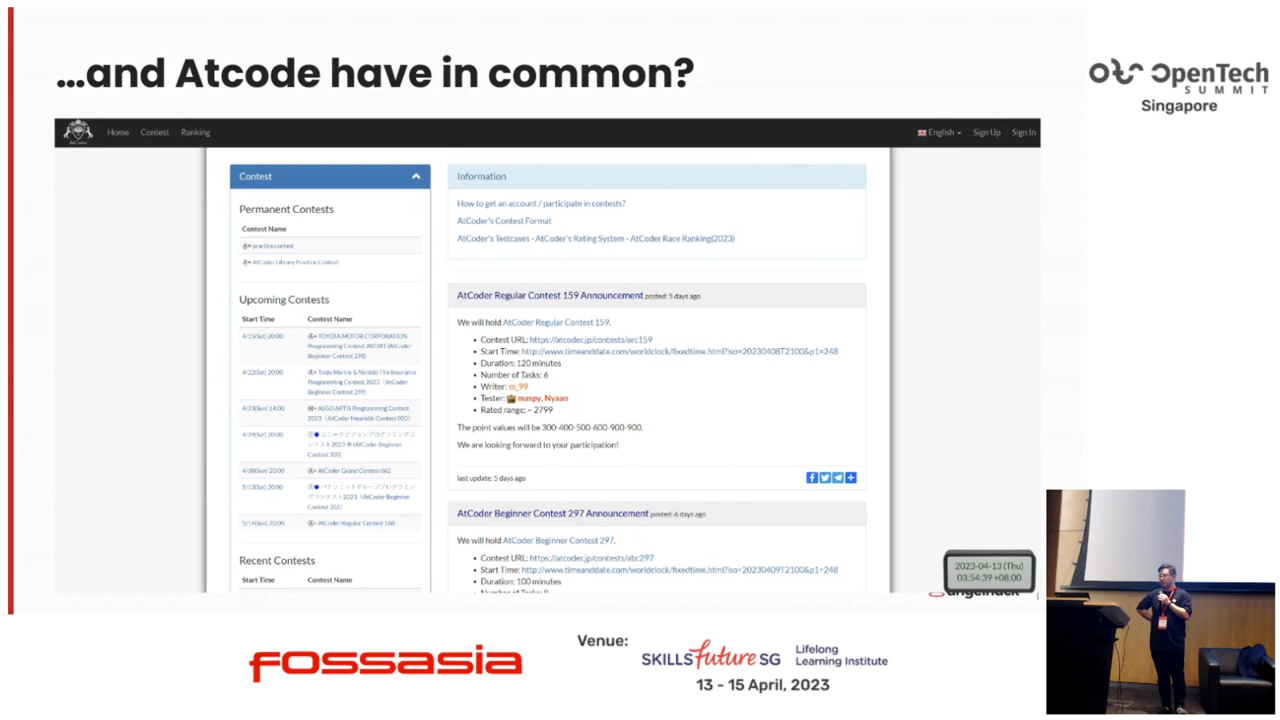 ...and Atcode have in common?
OpenTech
SUMMIT
Singapore
AtCoder
Home Contest Ranking
English Sign Up Sign In
Contest
Permanent Contests
Contest Name
practice contest
AtCoder Library Practice Contest
Upcoming Contests
Start Time Contest Name
4/15(Sat) 20:00 TOYOTA MOTOR CORPORATION
Programming Contest 2023#1 (AtCoder
Beginner Contest 298)
4/22(Sat) 20:00 Tokio Marine & Nichido Fire Insurance
Programming Contest 2023 (AtCoder
Beginner Contest 299)
4/23(Sun) 14:00 ALGO ARTIS Programming Contest
2023 (AtCoder Heuristic Contest
4/29(Sat) 20:00 ユニークビジョンプログラミングコ
ンテスト2023 春 (AtCoder Beginner
Contest 300)
4/30(Sun) 20:00 AtCoder Grand Contest 062
5/13(Sat) 20:00 パナソニックグループプログラミン
グコンテスト2023 (AtCoder Beginner
Contest
5/14(Sun) 20:00 AtCoder Regular Contest 160
Recent Contests
Start Time Contest Name
Information
How to get an account / participate in contests?
AtCoder's Contest Format
AtCoder's Testcases - AtCoder's Rating System - AtCoder Race Ranking(2023)
AtCoder Regular Contest 159 Announcement posted: 5 days ago
We will hold AtCoder Regular Contest 159.
Contest URL: https://atcoder.jp/contests/arc159
Start Time: http://www.timeanddate.com/worldclock/fixedtime.html?iso=20230408T2100&p1=248
Duration: 120 minutes
Number of Tasks: 6
Writer: m_99
Tester: maspy, Nyaan
Rated range: ~ 2799
The point values will be 300-400-500-600-900-900.
We are looking forward to your participation!
last update: 5 days ago
AtCoder Beginner Contest 297 Announcement posted: 6 days ago
We will hold AtCoder Beginner Contest 297.
Contest URL: https://atcoder.jp/contests/abc297
Start Time: http://www.timeanddate.com/worldclock/fixedtime.html?iso=20230409T2100&p1=248
Duration: 100 minutes
2023-04-13 (Thu)
03:54:39 +08:00
angelhack
fossasia
Venue:
SKILLS future SG
Lifelong
Learning Institute
13 - 15 April, 2023